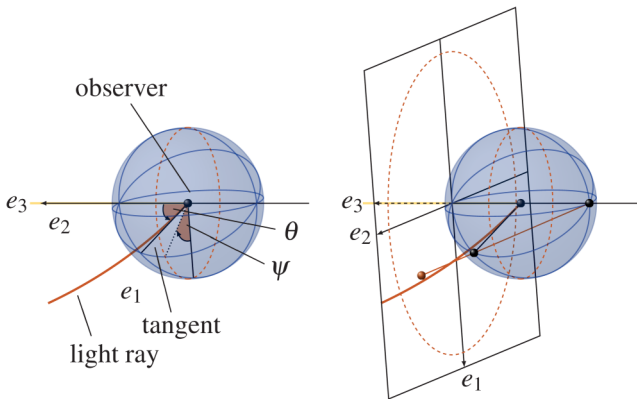 observer
e3
e2
θ
ψ
e1
tangent
light ray
e3
e2
e1